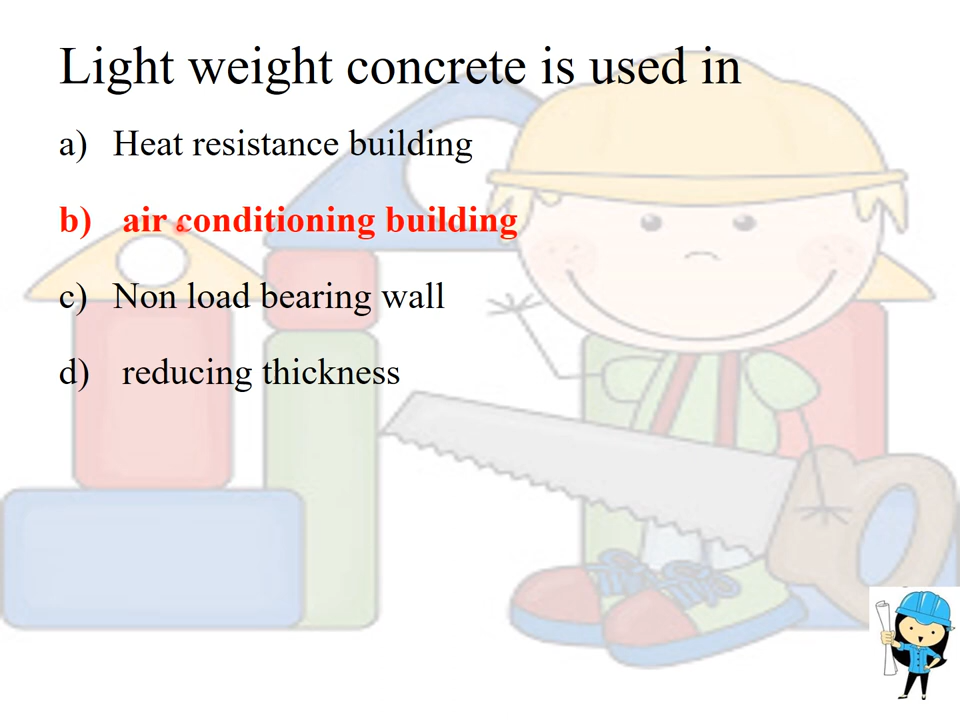 Light weight concrete is used in
a) Heat resistance building
b) air conditioning building
c) Non load bearing wall
d) reducing thickness